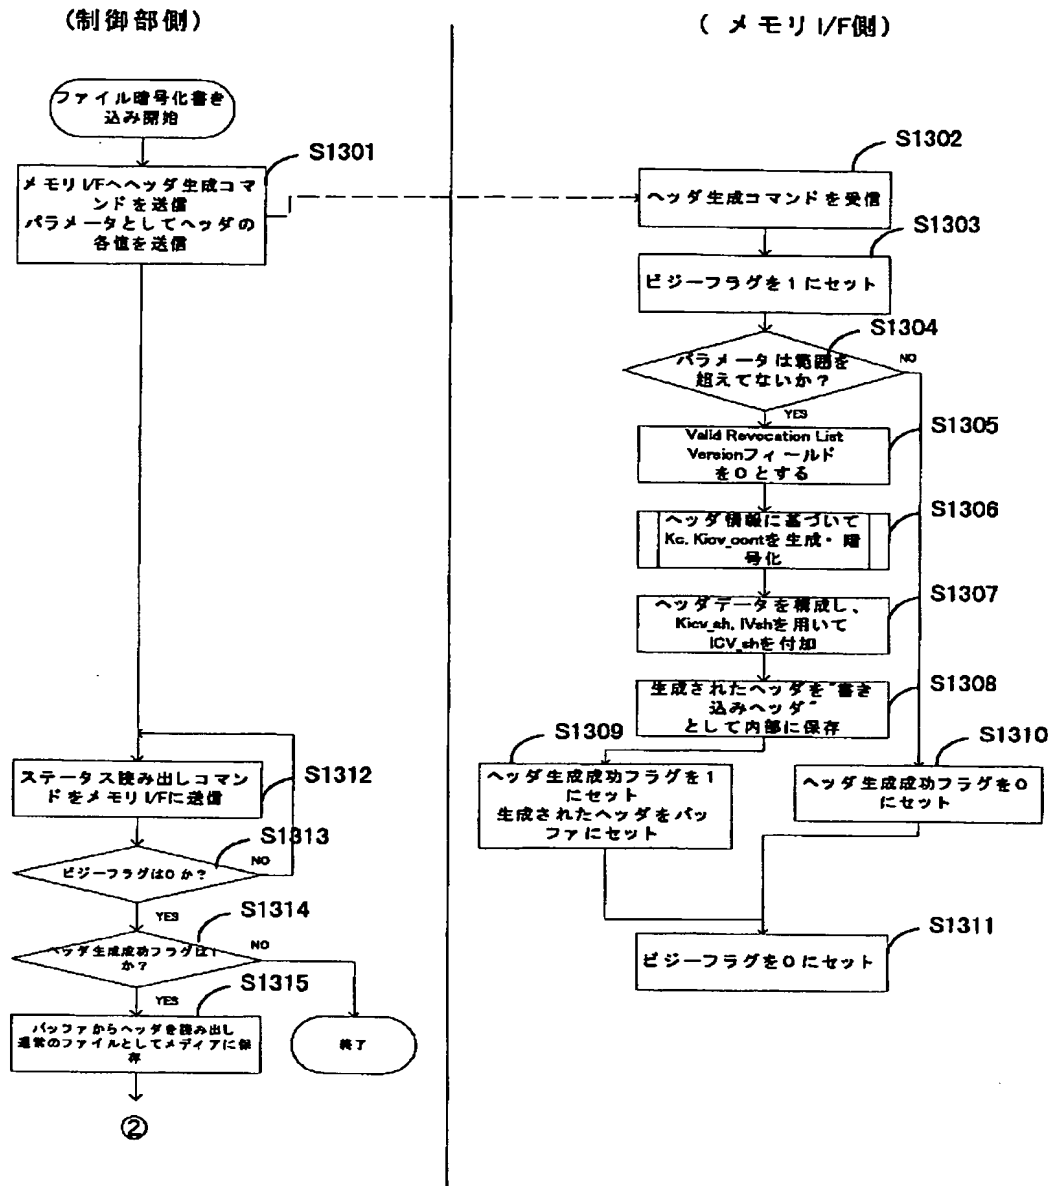 (制御部側)
ファイル暗号化書き
込み開始
S1301
メモリI/Fへヘッダ生成コマ
ンドを送信
パラメータとしてヘッダの
各値を送信
S1312
ステータス読み出しコマン
ドをメモリI/Fに送信
S1313
ビジーフラグは0か?
NO
YES
S1314
ヘッダ生成成功フラグは1
か?
NO
YES
S1315
バッファからヘッダを読み出し
通常のファイルとしてメディアに保
存
終了
②
(メモリI/F側)
S1302
ヘッダ生成コマンドを受信
S1303
ビジーフラグを1にセット
S1304
パラメータは範囲を
超えてないか?
NO
YES
S1305
Valid Revocation List
Versionフィールド
を0とする
S1306
ヘッダ情報に基づいて
Kc, Kicv_contを生成・暗
号化
S1307
ヘッダデータを構成し、
Kicv_sh, IVshを用いて
ICV_shを付加
S1308
生成されたヘッダを"書き
込みヘッダ"
として内部に保存
S1309
ヘッダ生成成功フラグを1
にセット
生成されたヘッダをバッ
ファにセット
S1310
ヘッダ生成成功フラグを0
にセット
S1311
ビジーフラグを0にセット